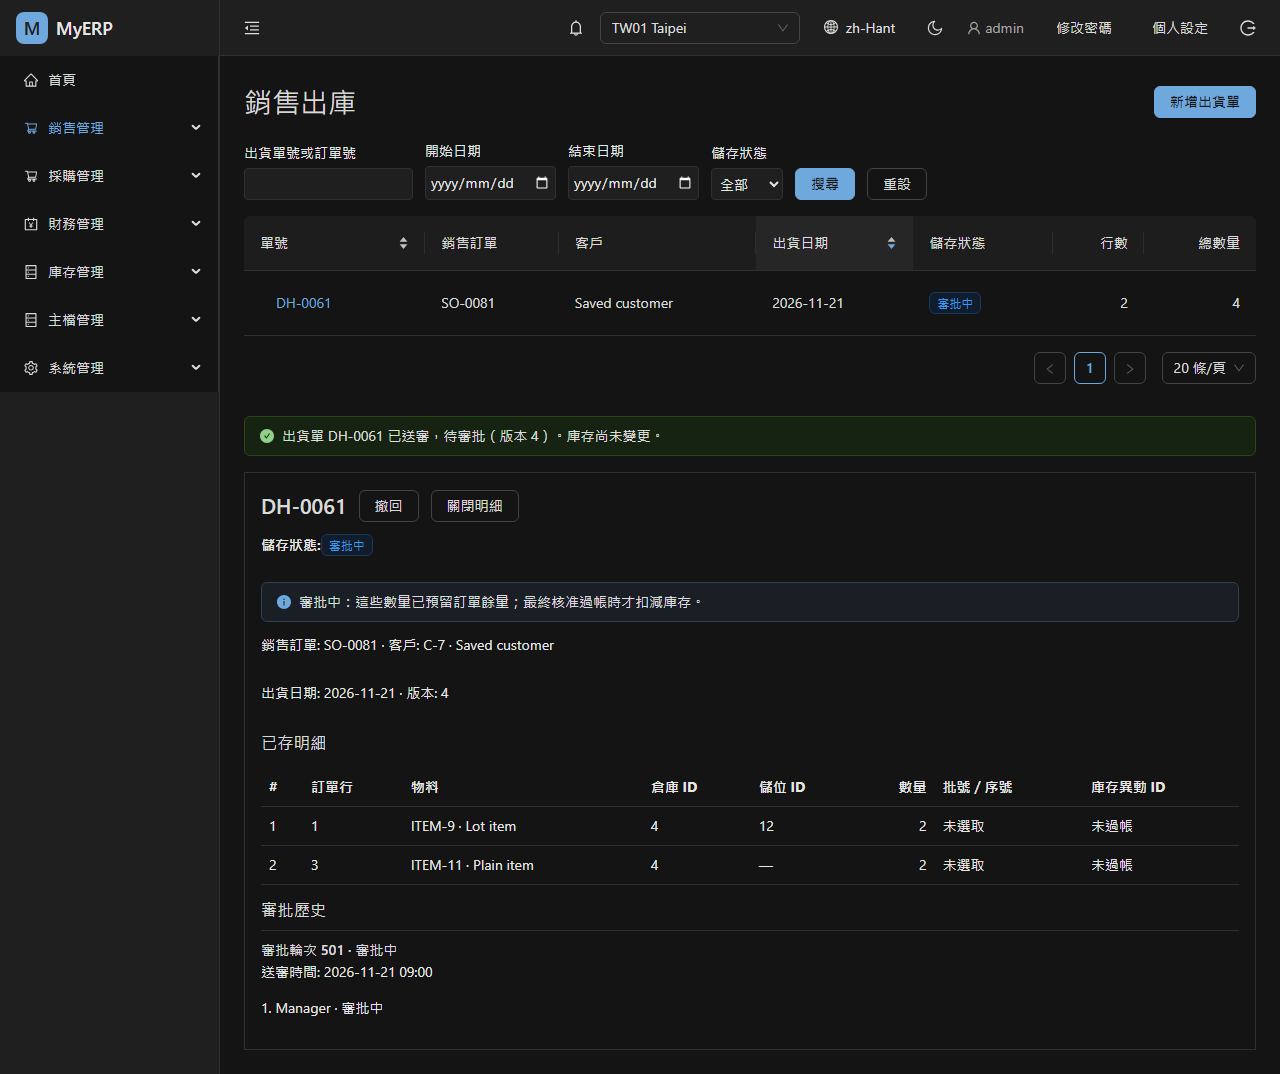 M MyERP
TW01 Taipei
zh-Hant
admin
修改密碼
個人設定
首頁
銷售管理
採購管理
財務管理
庫存管理
主檔管理
系統管理
銷售出庫
新增出貨單
出貨單號或訂單號
開始日期
結束日期
儲存狀態
yyyy/mm/dd
yyyy/mm/dd
全部
搜尋
重設
單號 銷售訂單 客戶 出貨日期 儲存狀態 行數 總數量
DH-0061 SO-0081 Saved customer 2026-11-21 審批中 2 4
< 1 > 20 條/頁
出貨單 DH-0061 已送審，待審批（版本 4）。庫存尚未變更。
DH-0061 撤回 關閉明細
儲存狀態: 審批中
審批中：這些數量已預留訂單餘量；最終核准過帳時才扣減庫存。
銷售訂單: SO-0081 · 客戶: C-7 · Saved customer
出貨日期: 2026-11-21 · 版本: 4
已存明細
# 訂單行 物料 倉庫 ID 儲位 ID 數量 批號 / 序號 庫存異動 ID
1 1 ITEM-9 · Lot item 4 12 2 未選取 未過帳
2 3 ITEM-11 · Plain item 4 — 2 未選取 未過帳
審批歷史
審批輪次 501 · 審批中
送審時間: 2026-11-21 09:00
1. Manager · 審批中